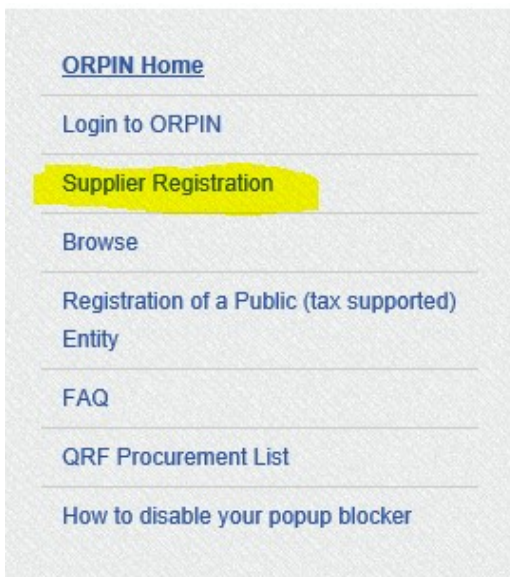 ORPIN Home
Login to ORPIN
Supplier Registration
Browse
Registration of a Public (tax supported)
Entity
FAQ
QRF Procurement List
How to disable your popup blocker